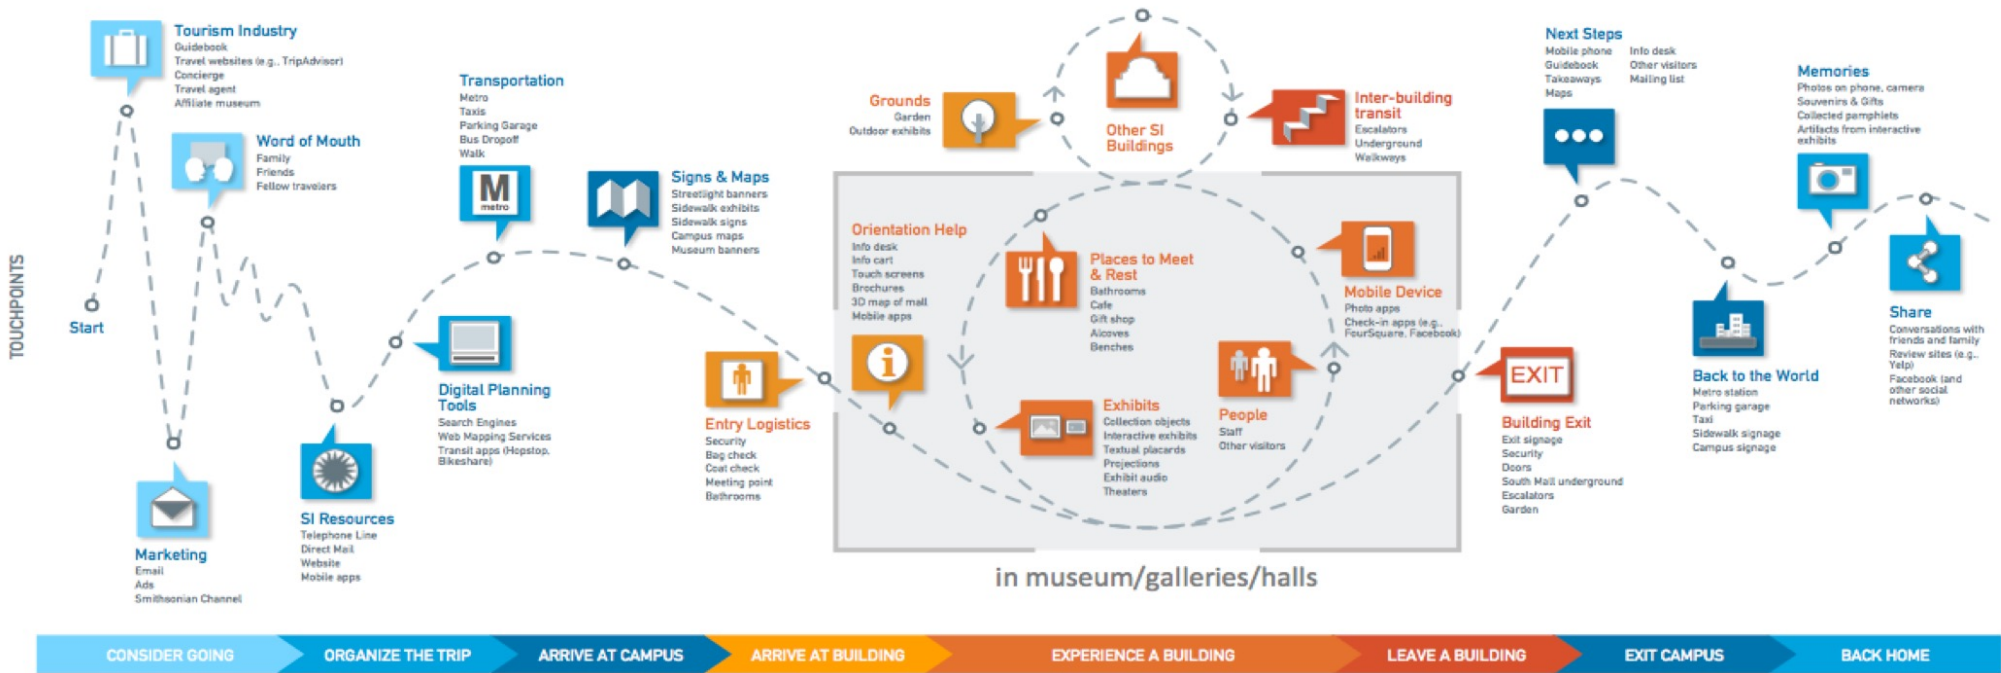 TOUCHPOINTS
Start
Tourism Industry
Guidebook
Travel websites (e.g., TripAdvisor)
Concierge
Travel agent
Affiliate museum
Word of Mouth
Family
Friends
Fellow travelers
Marketing
Email
Ads
Smithsonian Channel
SI Resources
Telephone Line
Direct Mail
Website
Mobile apps
Digital Planning
Tools
Search Engines
Web Mapping Services
Transit apps (Hopstop,
Bikeshare)
Transportation
Metro
Taxis
Parking Garage
Bus Dropoff
Walk
M
metro
Signs & Maps
Streetlight banners
Sidewalk exhibits
Sidewalk signs
Campus maps
Museum banners
Entry Logistics
Security
Bag check
Coat check
Meeting point
Bathrooms
Grounds
Garden
Outdoor exhibits
Other SI
Buildings
Inter-building
transit
Escalators
Underground
Walkways
Orientation Help
Info desk
Info cart
Touch screens
Brochures
3D map of mall
Mobile apps
i
Places to Meet
& Rest
Bathrooms
Cafe
Gift shop
Alcoves
Benches
Mobile Device
Photo apps
Check-in apps (e.g.,
FourSquare, Facebook)
Exhibits
Collection objects
Interactive exhibits
Textual placards
Projections
Exhibit audio
Theaters
People
Staff
Other visitors
in museum/galleries/halls
EXIT
Building Exit
Exit signage
Security
Doors
South Mall underground
Escalators
Garden
Next Steps
Mobile phone
Guidebook
Takeaways
Maps
Info desk
Other visitors
Mailing list
Back to the World
Metro station
Parking garage
Taxi
Sidewalk signage
Campus signage
Memories
Photos on phone, camera
Souvenirs & Gifts
Collected pamphlets
Artifacts from interactive
exhibits
Share
Conversations with
friends and family
Review sites (e.g.,
Yelp)
Facebook (and
other social
networks)
CONSIDER GOING
ORGANIZE THE TRIP
ARRIVE AT CAMPUS
ARRIVE AT BUILDING
EXPERIENCE A BUILDING
LEAVE A BUILDING
EXIT CAMPUS
BACK HOME